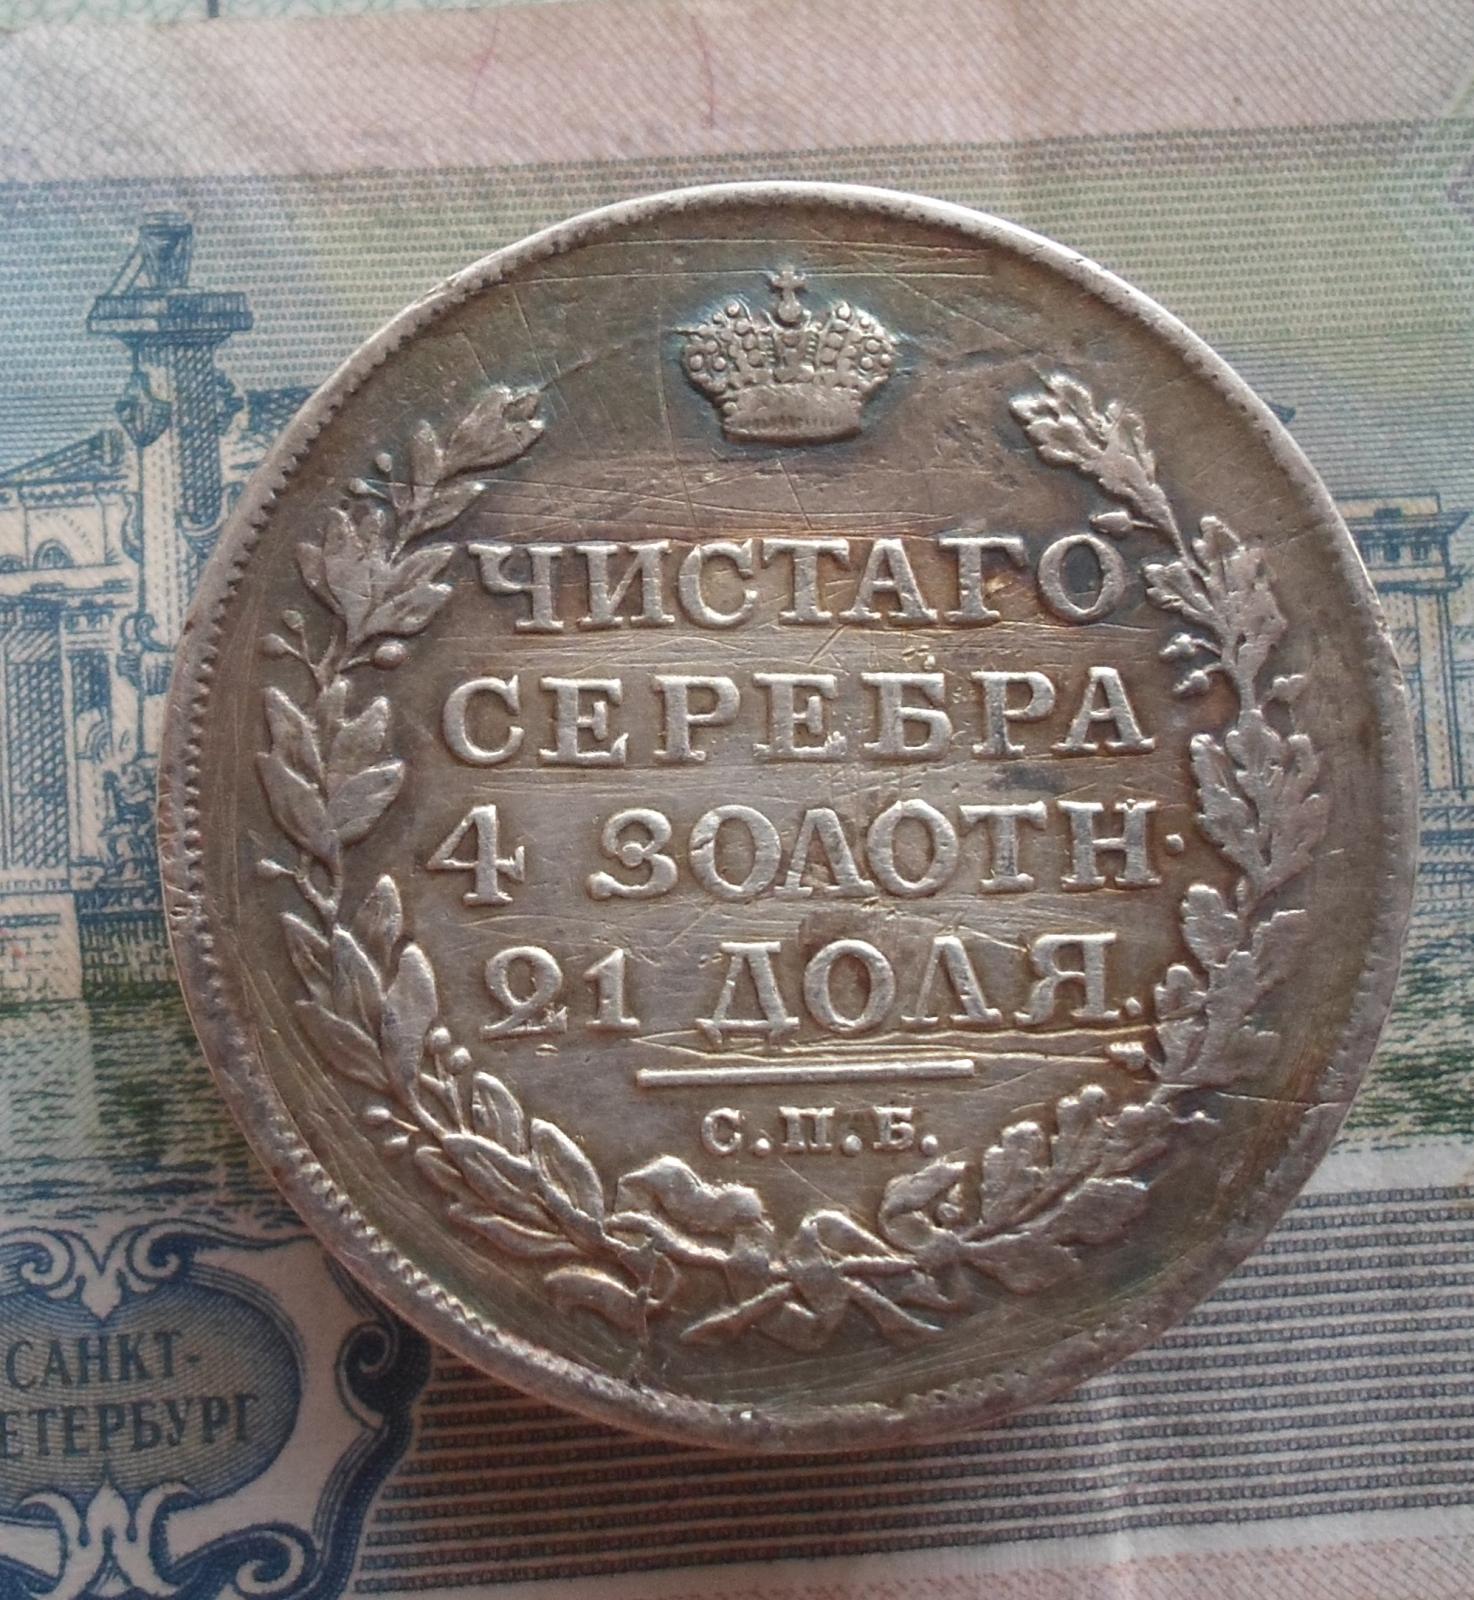 ЧИСТАГО
СЕРЕБРА
4 ЗОЛОТН.
21 ДОЛЯ.
С.П.Б.
САНКТ-
ЕТЕРБУРГ